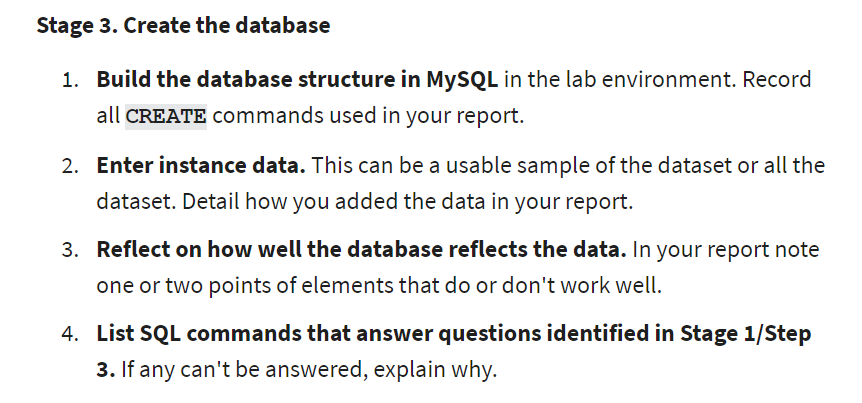 Stage 3. Create the database
1. Build the database structure in MySQL in the lab environment. Record
all CREATE commands used in your report.
2. Enter instance data. This can be a usable sample of the dataset or all the
dataset. Detail how you added the data in your report.
3. Reflect on how well the database reflects the data. In your report note
one or two points of elements that do or don't work well.
4. List SQL commands that answer questions identified in Stage 1/Step
3. If any can't be answered, explain why.